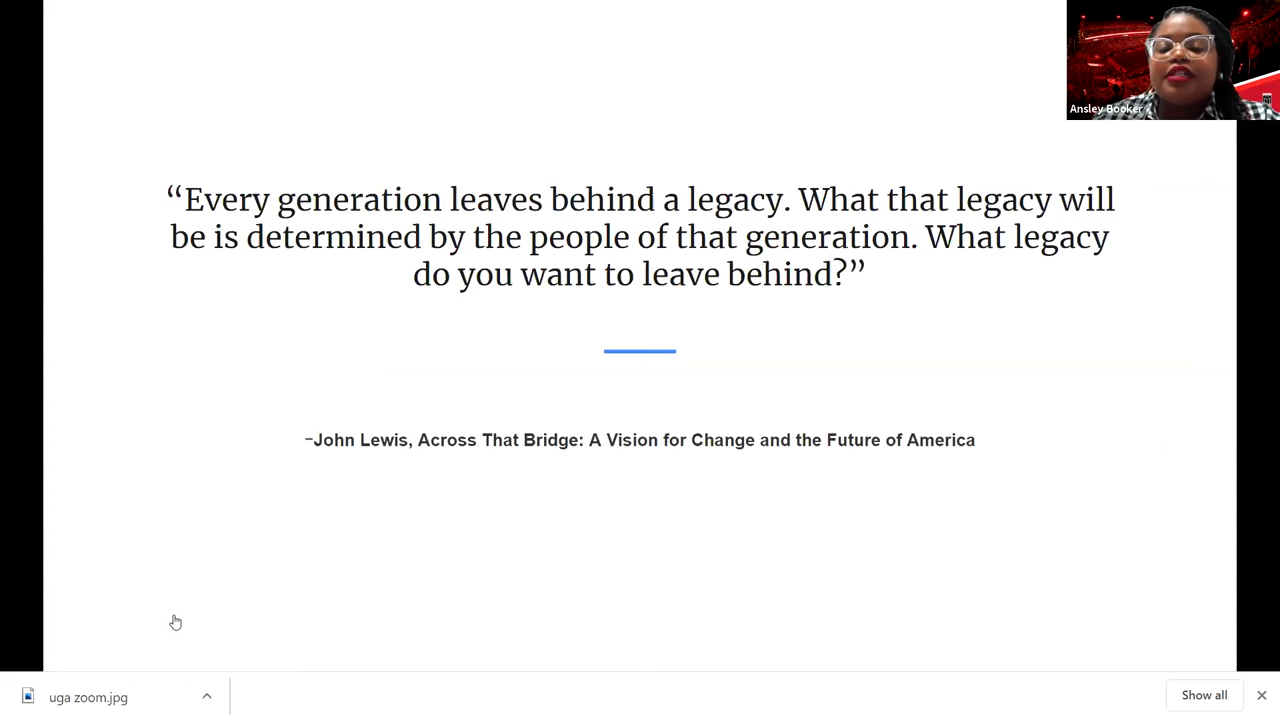 Ansley Booker
“Every generation leaves behind a legacy. What that legacy will
be is determined by the people of that generation. What legacy
do you want to leave behind?”
–John Lewis, Across That Bridge: A Vision for Change and the Future of America
uga zoom.jpg
Show all